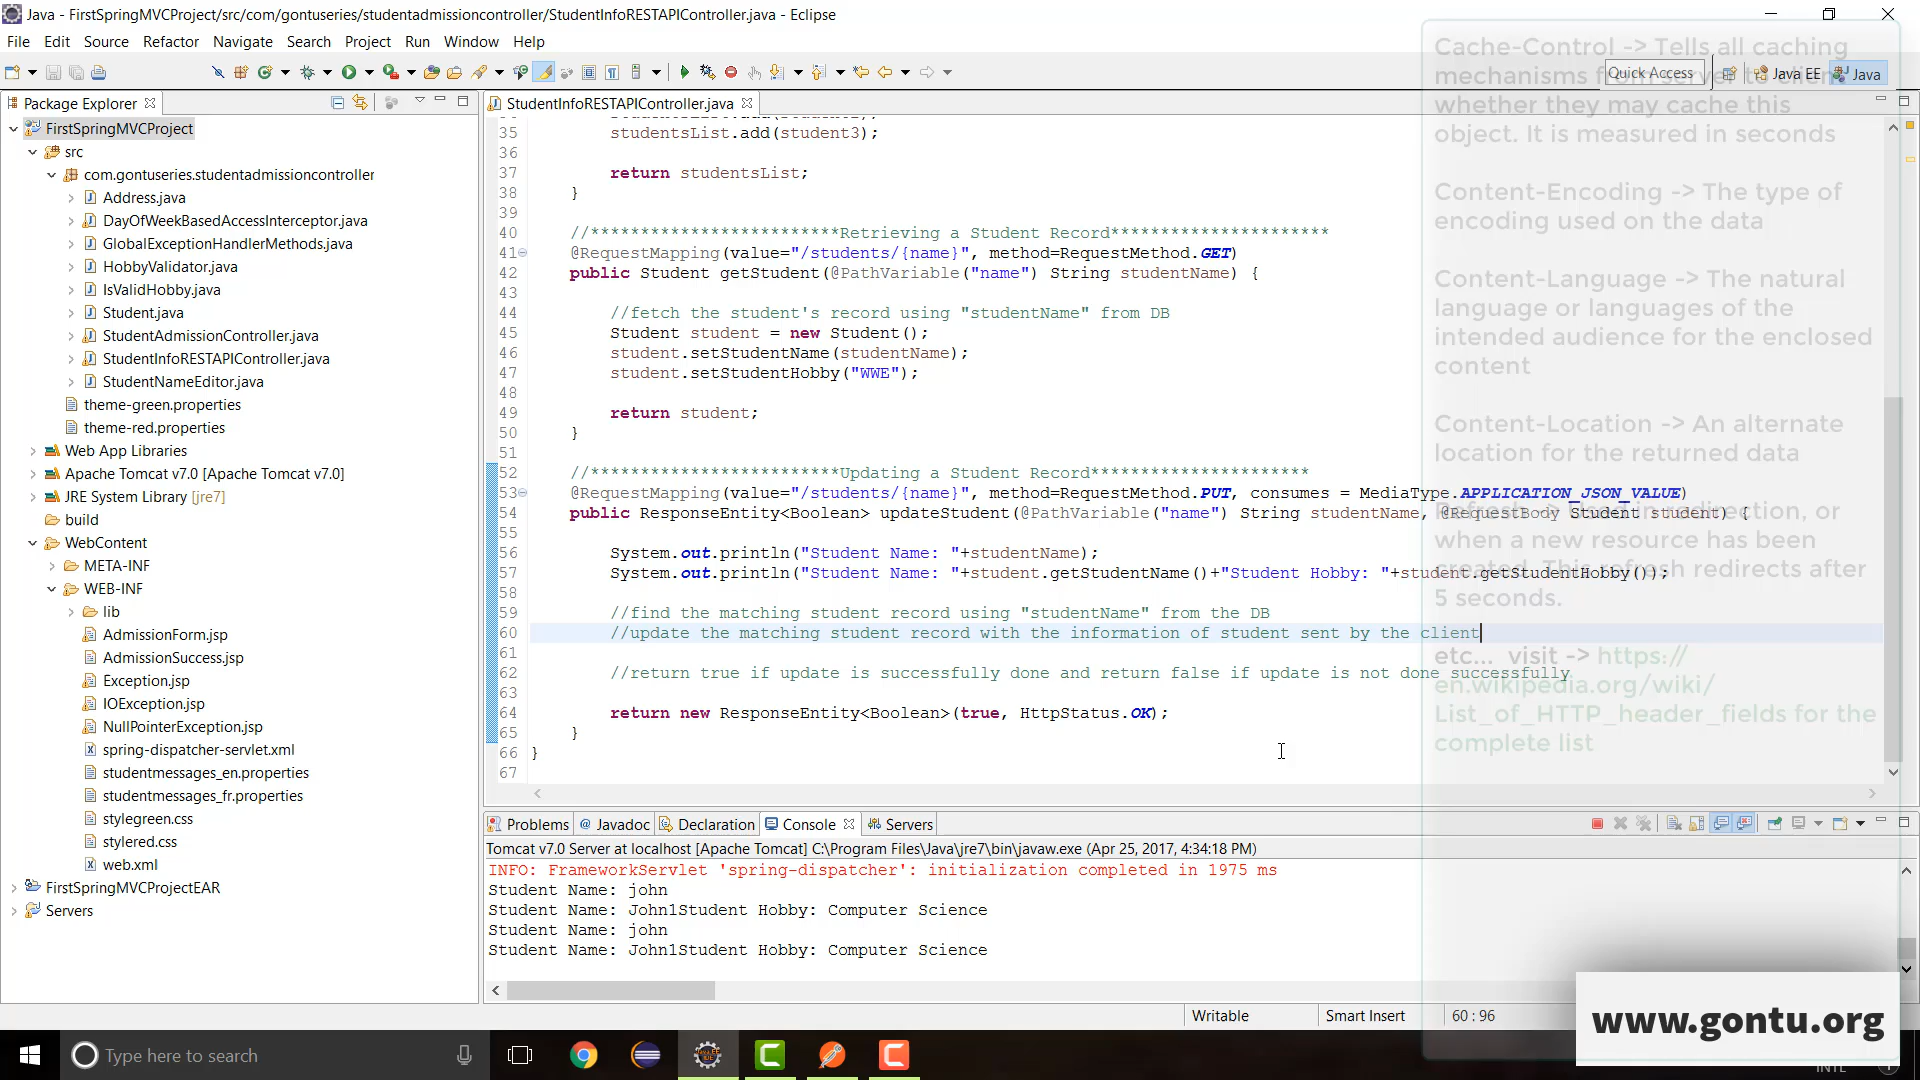 Java - FirstSpringMVCProject/src/com/gontuseries/studentadmissioncontroller/StudentInfoRESTAPIController.java - Eclipse
File Edit Source Refactor Navigate Search Project Run Window Help
Quick Access
Java EE
Java
Package Explorer
FirstSpringMVCProject
src
com.gontuseries.studentadmissioncontroller
Address.java
DayOfWeekBasedAccessInterceptor.java
GlobalExceptionHandlerMethods.java
HobbyValidator.java
IsValidHobby.java
Student.java
StudentAdmissionController.java
StudentInfoRESTAPIController.java
StudentNameEditor.java
theme-green.properties
theme-red.properties
Web App Libraries
Apache Tomcat v7.0 [Apache Tomcat v7.0]
JRE System Library [jre7]
build
WebContent
META-INF
WEB-INF
lib
AdmissionForm.jsp
AdmissionSuccess.jsp
Exception.jsp
IOException.jsp
NullPointerException.jsp
spring-dispatcher-servlet.xml
studentmessages_en.properties
studentmessages_fr.properties
stylegreen.css
stylered.css
web.xml
FirstSpringMVCProjectEAR
Servers
StudentInfoRESTAPIController.java
35 studentsList.add(student3);
36
37 return studentsList;
38 }
39
40 //*************************Retrieving a Student Record**********************
41 @RequestMapping(value="/students/{name}", method=RequestMethod.GET)
42 public Student getStudent(@PathVariable("name") String studentName) {
43
44 //fetch the student's record using "studentName" from DB
45 Student student = new Student();
46 student.setStudentName(studentName);
47 student.setStudentHobby("WWE");
48
49 return student;
50 }
51
52 //*************************Updating a Student Record**********************
53 @RequestMapping(value="/students/{name}", method=RequestMethod.PUT, consumes = MediaType.APPLICATION_JSON_VALUE)
54 public ResponseEntity<Boolean> updateStudent(@PathVariable("name") String studentName, @RequestBody Student student) {
55
56 System.out.println("Student Name: "+studentName);
57 System.out.println("Student Name: "+student.getStudentName()+"Student Hobby: "+student.getStudentHobby());
58
59 //find the matching student record using "studentName" from the DB
60 //update the matching student record with the information of student sent by the client
61
62 //return true if update is successfully done and return false if update is not done successfully
63
64 return new ResponseEntity<Boolean>(true, HttpStatus.OK);
65 }
66 }
67
Cache-Control -> Tells all caching
mechanisms from server to client
whether they may cache this
object. It is measured in seconds
Content-Encoding -> The type of
encoding used on the data
Content-Language -> The natural
language or languages of the
intended audience for the enclosed
content
Content-Location -> An alternate
location for the returned data
Refresh -> Used in redirection, or
when a new resource has been
created. This refresh redirects after
5 seconds.
etc... visit -> https://
en.wikipedia.org/wiki/
List_of_HTTP_header_fields for the
complete list
Problems @ Javadoc Declaration Console Servers
Tomcat v7.0 Server at localhost [Apache Tomcat] C:\Program Files\Java\jre7\bin\javaw.exe (Apr 25, 2017, 4:34:18 PM)
INFO: FrameworkServlet 'spring-dispatcher': initialization completed in 1975 ms
Student Name: john
Student Name: John1Student Hobby: Computer Science
Student Name: john
Student Name: John1Student Hobby: Computer Science
Writable Smart Insert 60 : 96
www.gontu.org
Type here to search